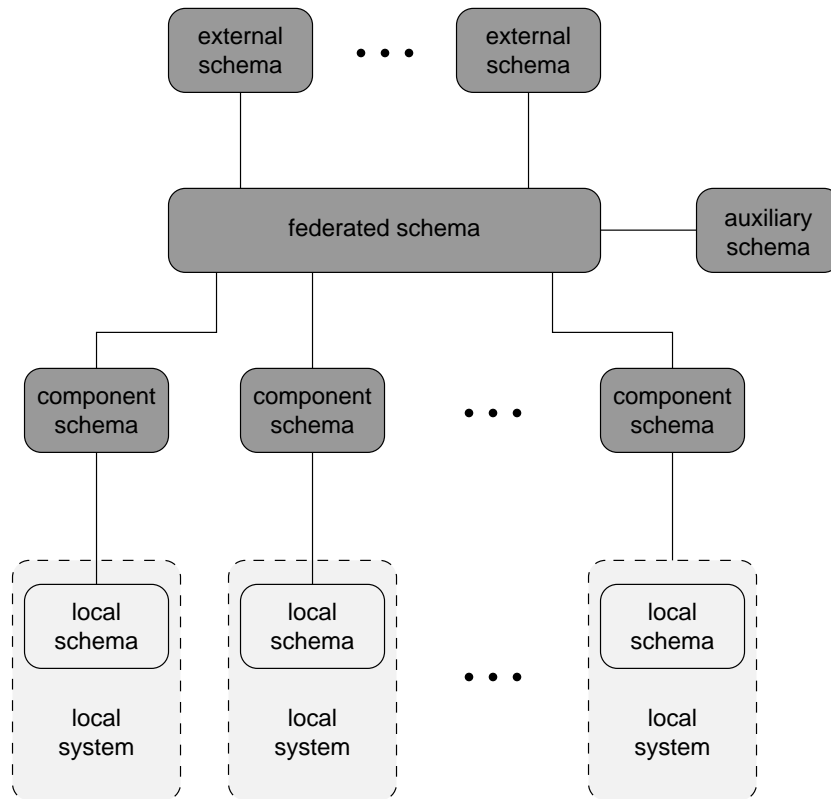 external
schema
external
schema
federated schema
auxiliary
schema
component
schema
component
schema
component
schema
local
schema
local
schema
local
schema
local
system
local
system
local
system